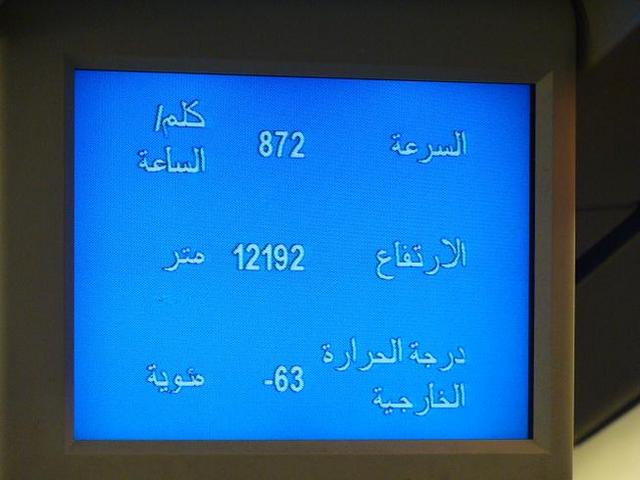 السرعة 872 كلم/
الساعة
الارتفاع 12192 متر
درجة الحرارة
الخارجية -63 مئوية